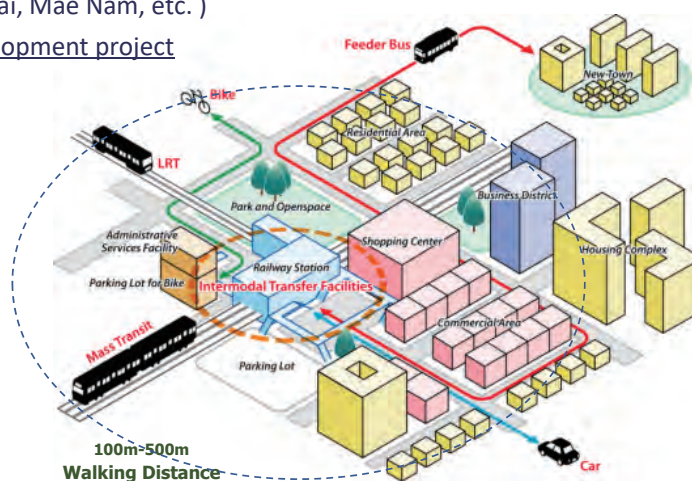 ai, Mae Nam, etc. )
opment project
Feeder Bus
New Town
Bike
Residential Area
LRT
Business District
Park and Openspace
Administrative
Services Facility
Shopping Center
Housing Complex
Railway Station
Parking Lot for Bike
Intermodal Transfer Facilities
Commercial Area
Mass Transit
Parking Lot
100m-500m
Walking Distance
Car